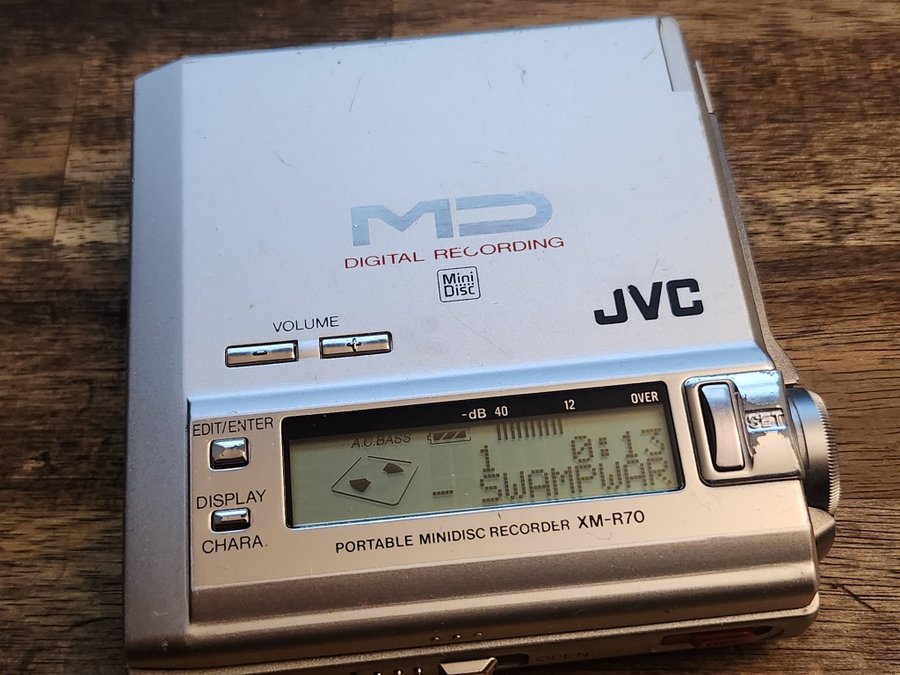 MD
DIGITAL RECORDING
Mini
Disc
JVC
VOLUME
- +
EDIT/ENTER
DISPLAY
CHARA.
-dB 40 12 OVER
A.C.BASS
1 0:13
SWAMPWAR
SET
PORTABLE MINIDISC RECORDER XM-R70
OPEN